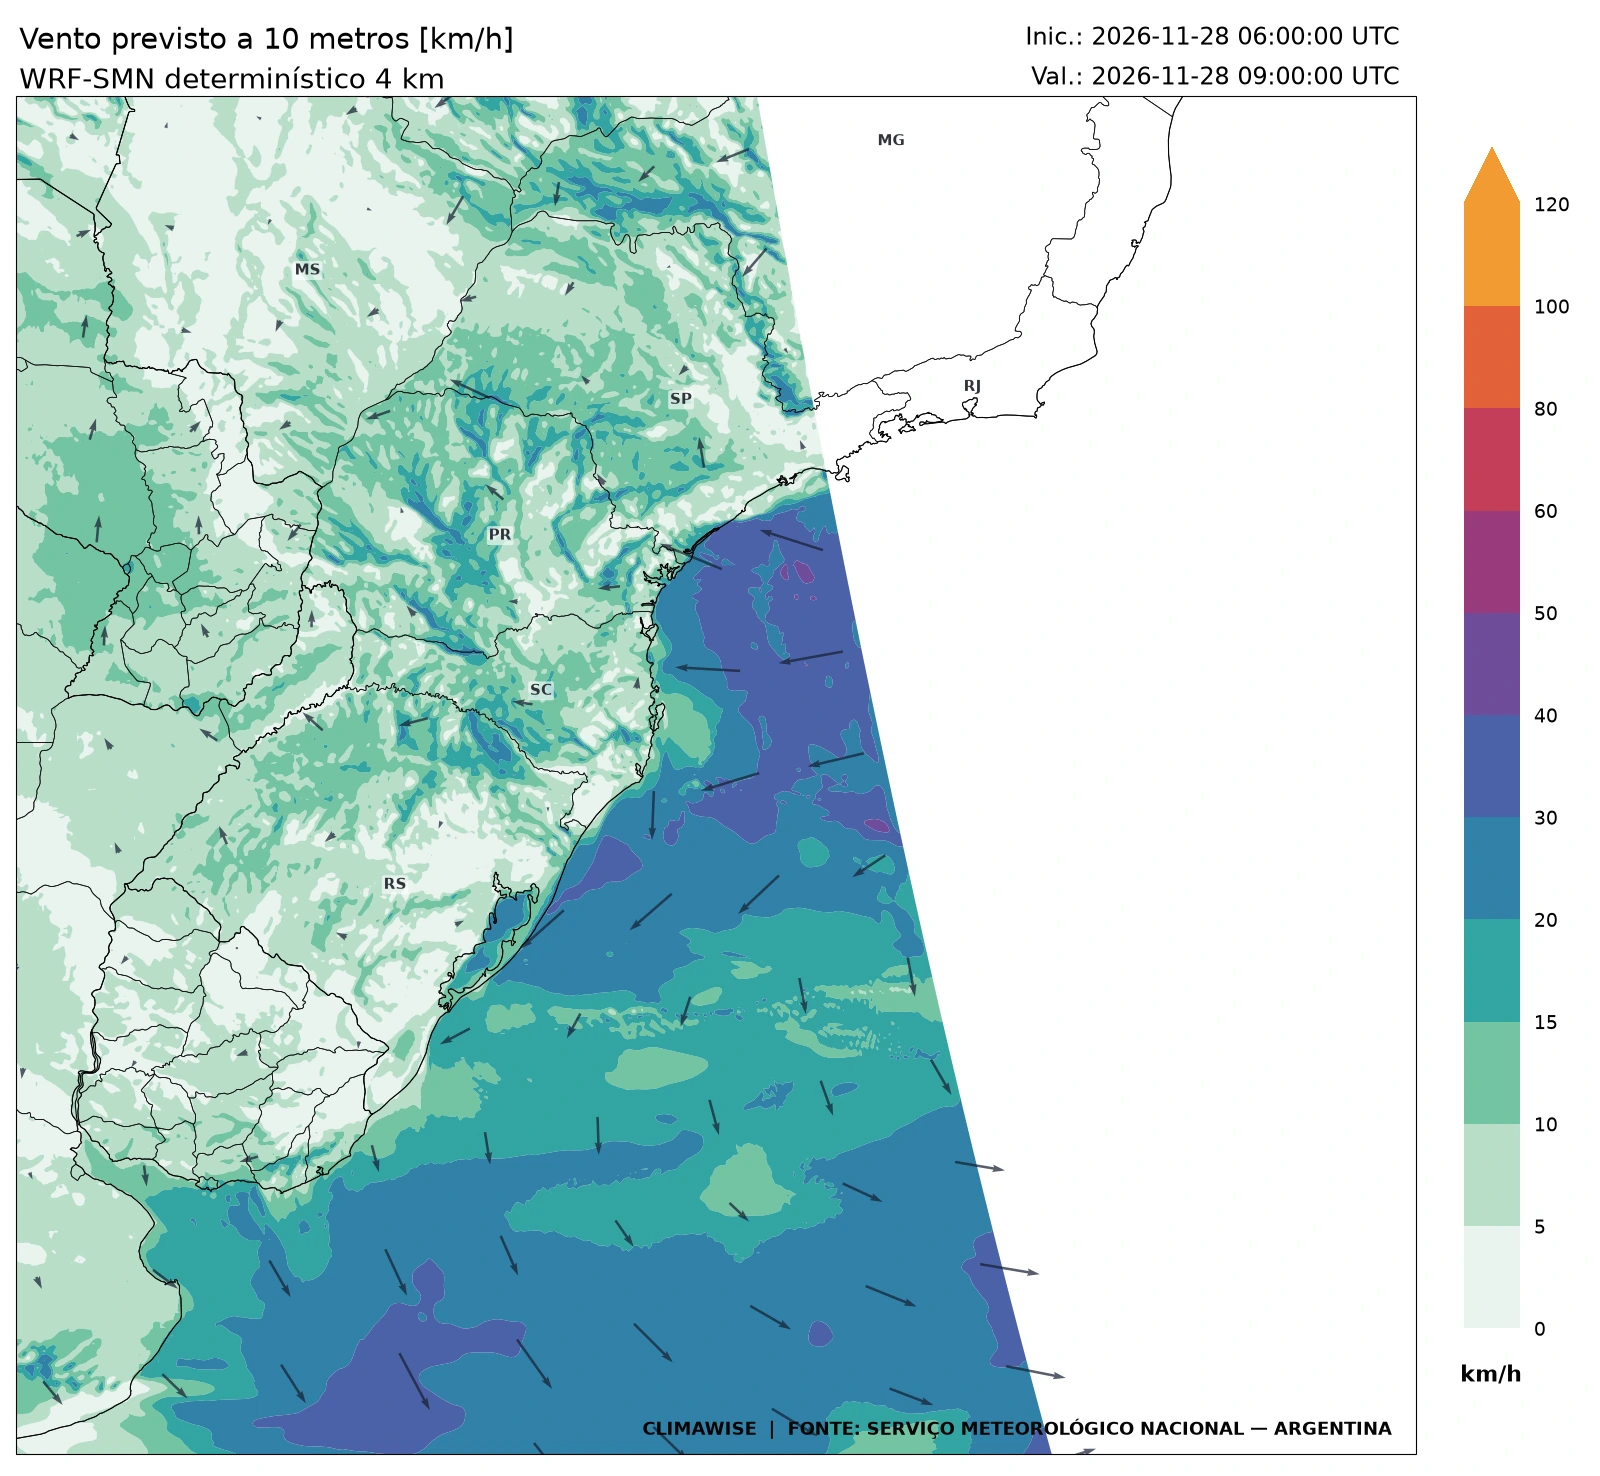 Vento previsto a 10 metros [km/h]
WRF-SMN determinístico 4 km
Inic.: 2026-11-28 06:00:00 UTC
Val.: 2026-11-28 09:00:00 UTC
MG
MS
RJ
SP
PR
SC
RS
120
100
80
60
50
40
30
20
15
10
5
0
km/h
CLIMAWISE | FONTE: SERVIÇO METEOROLÓGICO NACIONAL — ARGENTINA